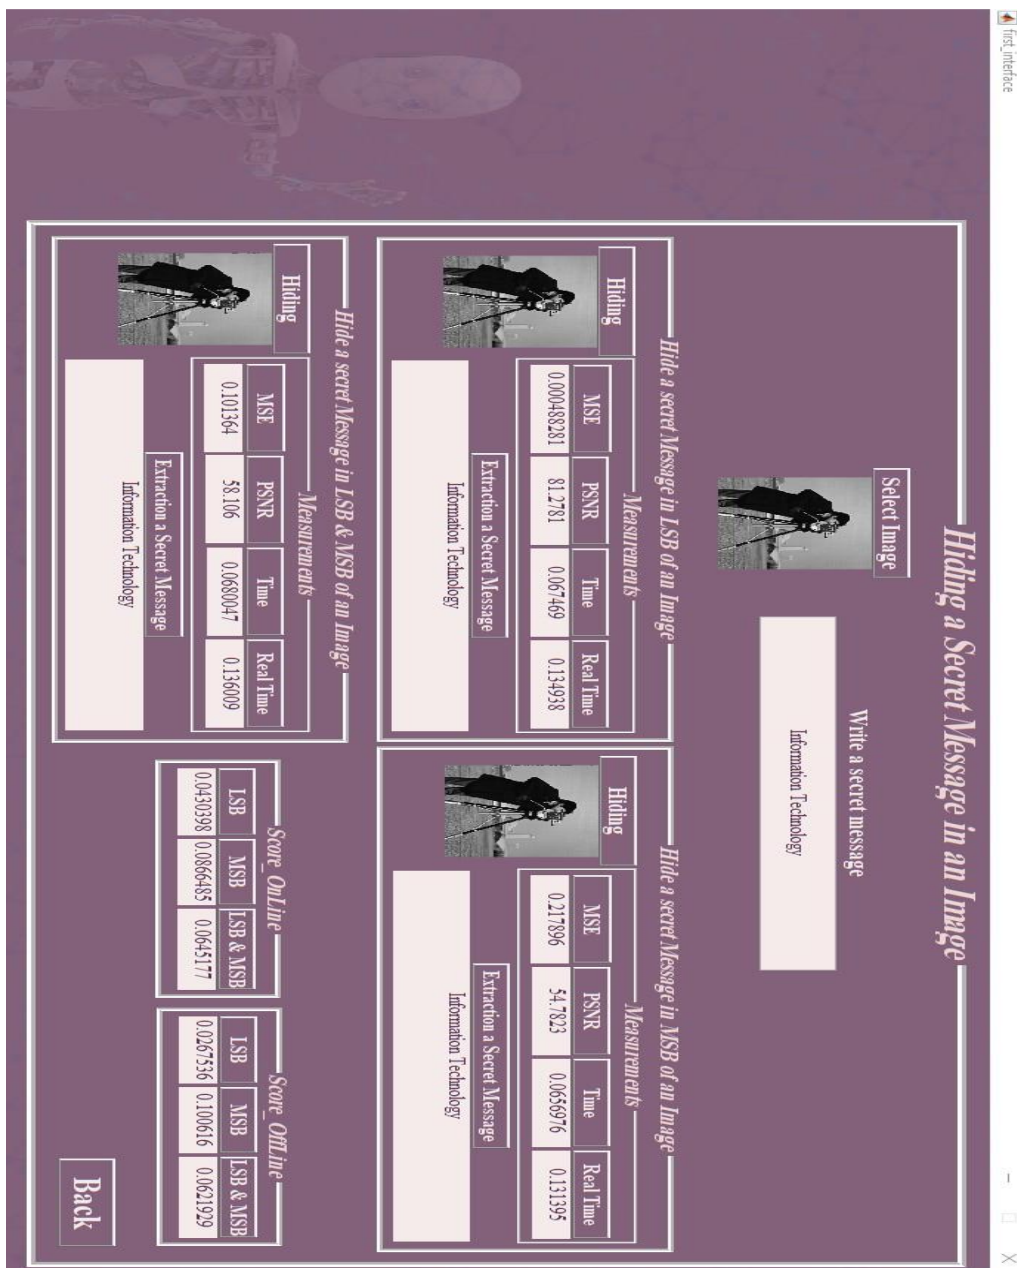 first_interface
Hiding a Secret Message in an Image
Select Image
Write a secret message
Information Technology
Hide a secret Message in LSB of an Image
Hiding
Measurements
MSE PSNR Time Real Time
0.000488281 81.2781 0.067469 0.134938
Extraction a Secret Message
Information Technology
Hide a secret Message in MSB of an Image
Hiding
Measurements
MSE PSNR Time Real Time
0.217896 54.7823 0.0656976 0.131395
Extraction a Secret Message
Information Technology
Hide a secret Message in LSB & MSB of an Image
Hiding
Measurements
MSE PSNR Time Real Time
0.101364 58.106 0.0680047 0.136009
Extraction a Secret Message
Information Technology
Score_OnLine
LSB MSB LSB & MSB
0.0430398 0.0866485 0.0645177
Score_OffLine
LSB MSB LSB & MSB
0.0267536 0.100616 0.0621929
Back